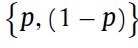 {p, (1 − p)}